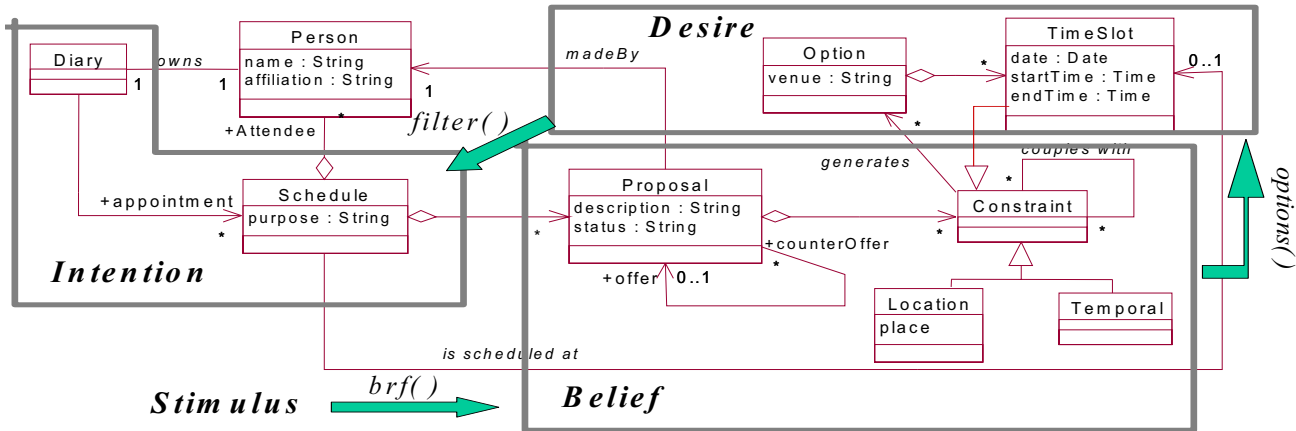 Desire
Person
name : String
affiliation : String
Diary
owns
1
1
madeBy
1
Option
venue : String
*
TimeSlot
date : Date
startTime : Time
endTime : Time
0..1
+Attendee
*
filter()
*
generates
couples with
options()
Schedule
purpose : String
+appointment
*
*
Proposal
description : String
status : String
+counterOffer
*
+offer
0..1
*
Constraint
*
*
Intention
Location
place
Temporal
is scheduled at
Stimulus
brf()
Belief